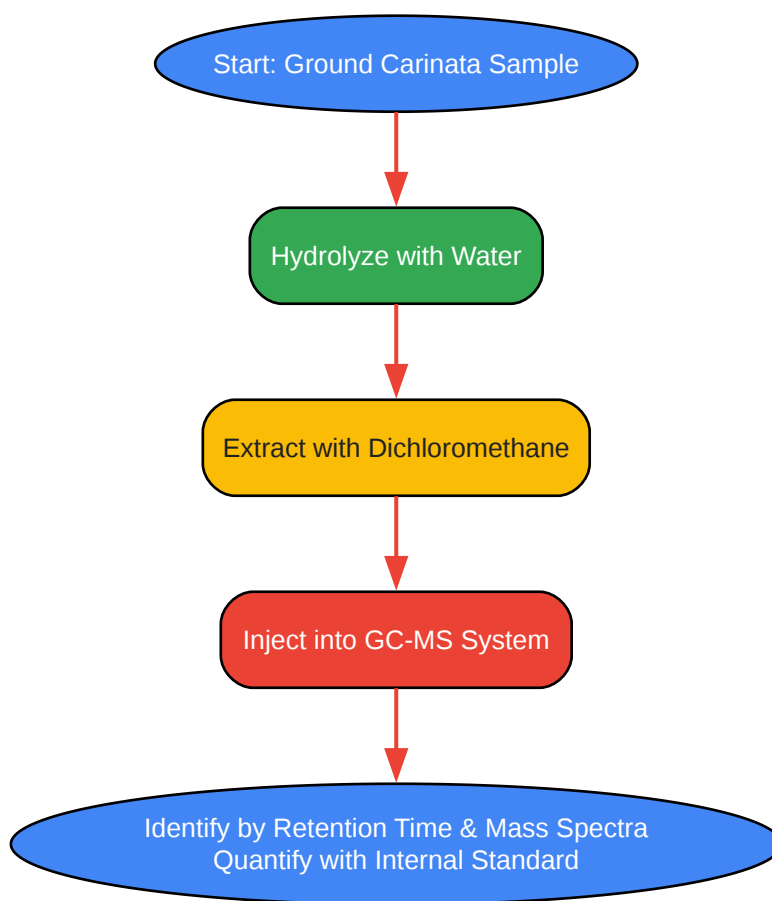 Start: Ground Carinata Sample
Hydrolyze with Water
Extract with Dichloromethane
Inject into GC-MS System
Identify by Retention Time & Mass Spectra
Quantify with Internal Standard